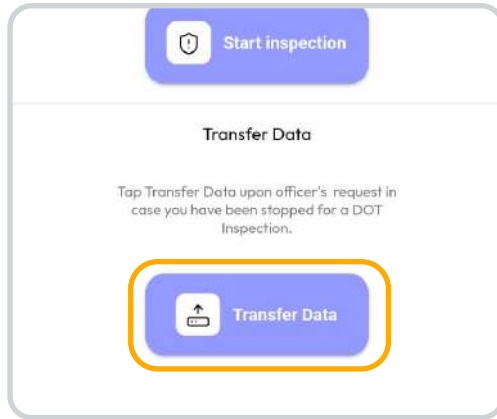 Start inspection
Transfer Data
Tap Transfer Data upon officer's request in
case you have been stopped for a DOT
Inspection.
Transfer Data